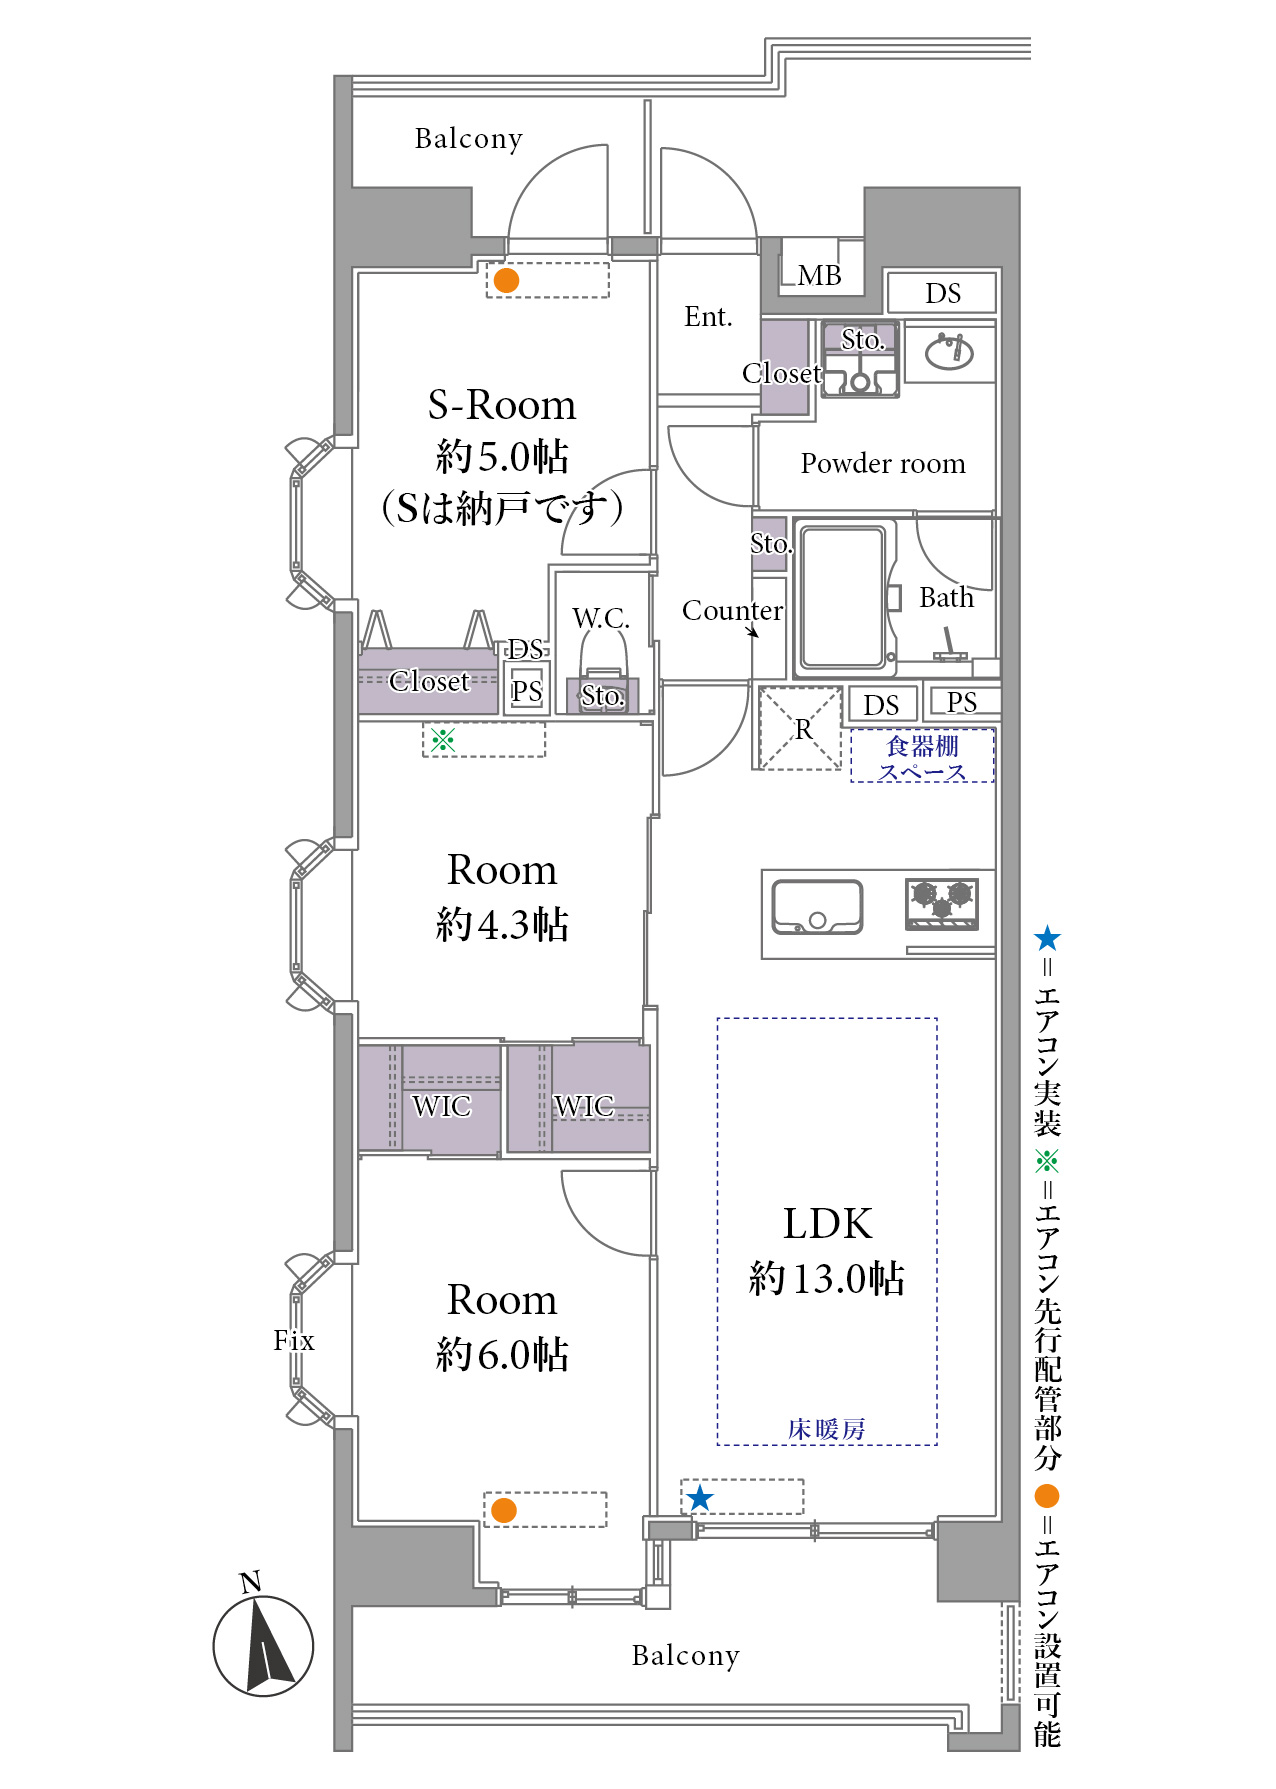 Balcony
MB
DS
Ent.
Sto.
Closet
S-Room
約5.0帖
(Sは納戸です)
Powder room
Sto.
Bath
Counter
W.C.
DS
Closet
PS
Sto.
R
DS
PS
食器棚
スペース
※
Room
約4.3帖
WIC
WIC
LDK
約13.0帖
Room
約6.0帖
Fix
床暖房
★
N
Balcony
★=エアコン実装 ※=エアコン先行配管部分 ●=エアコン設置可能